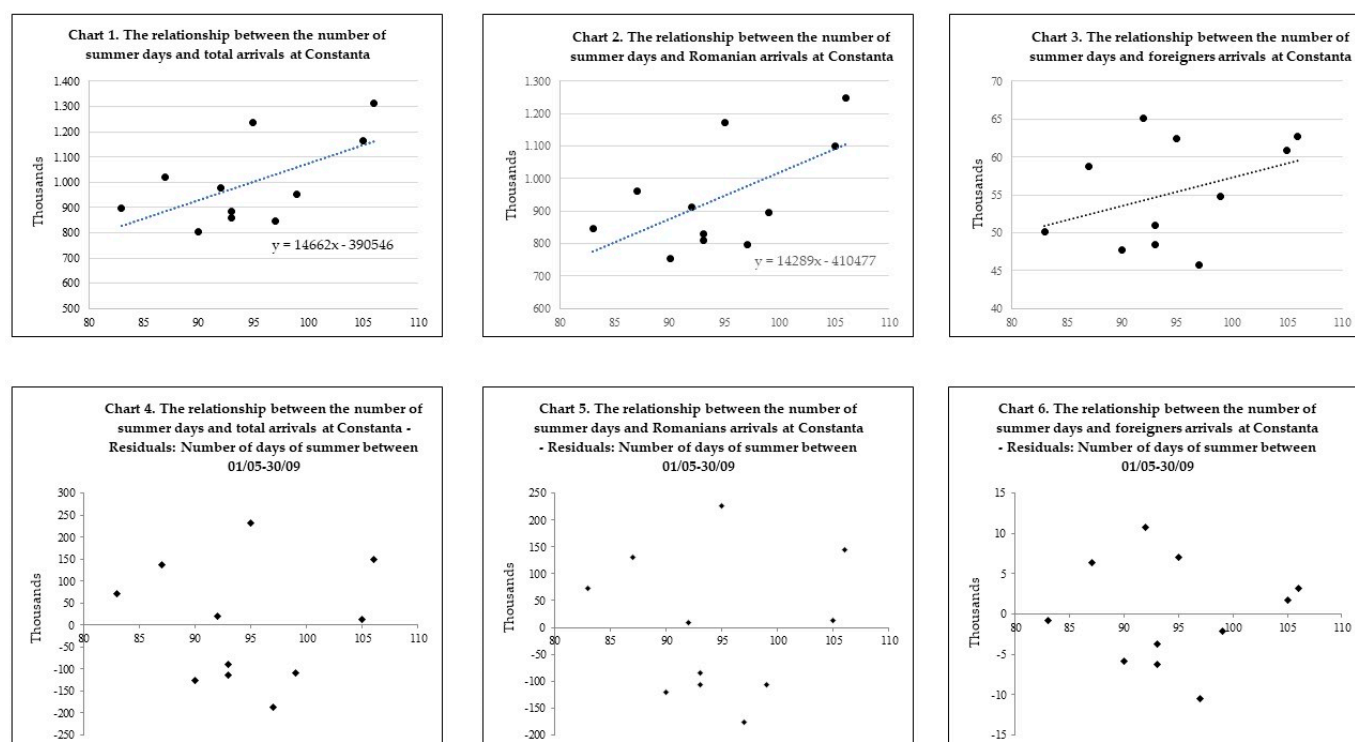 Chart 1. The relationship between the number of
summer days and total arrivals at Constanta
Thousands
1.400
1.300
1.200
1.100
1.000
900
800
700
600
500
y = 14662x - 390546
80 85 90 95 100 105 110
Chart 2. The relationship between the number of
summer days and Romanian arrivals at Constanta
Thousands
1.300
1.200
1.100
1.000
900
800
700
600
y = 14289x - 410477
80 85 90 95 100 105 110
Chart 3. The relationship between the number of
summer days and foreigners arrivals at Constanta
Thousands
70
65
60
55
50
45
40
80 85 90 95 100 105 110
Chart 4. The relationship between the number of
summer days and total arrivals at Constanta -
Residuals: Number of days of summer between
01/05-30/09
Thousands
300
250
200
150
100
50
0
-50
-100
-150
-200
-250
80 85 90 95 100 105 110
Chart 5. The relationship between the number of
summer days and Romanians arrivals at Constanta
- Residuals: Number of days of summer between
01/05-30/09
Thousands
250
200
150
100
50
0
-50
-100
-150
-200
80 85 90 95 100 105 110
Chart 6. The relationship between the number of
summer days and foreigners arrivals at Constanta
- Residuals: Number of days of summer between
01/05-30/09
Thousands
15
10
5
0
-5
-10
-15
80 85 90 95 100 105 110